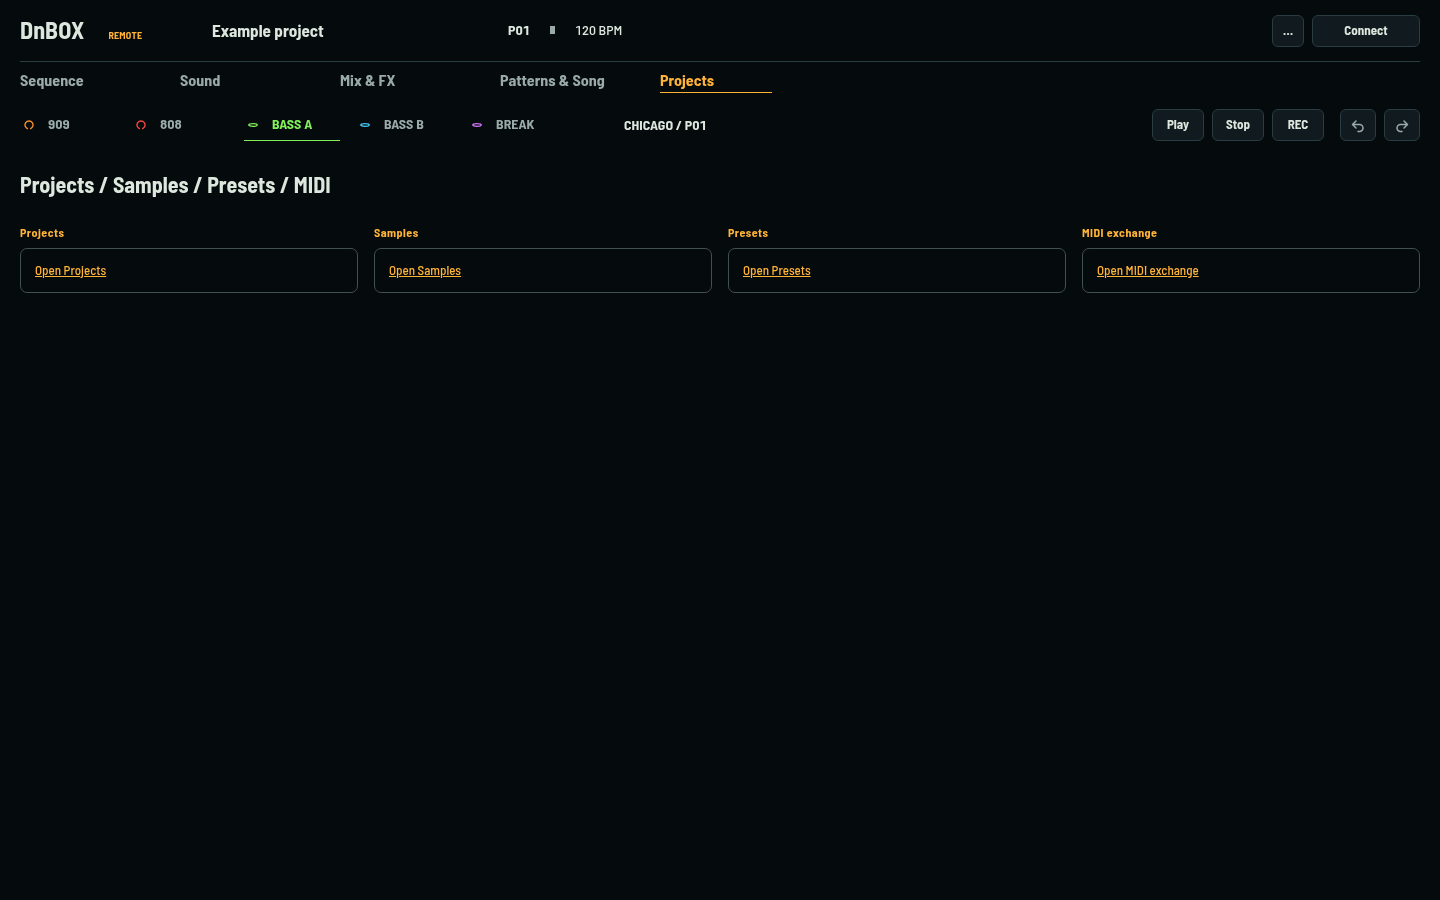 DnBOX REMOTE Example project P01 120 BPM ... Connect
Sequence Sound Mix & FX Patterns & Song Projects
909 808 BASS A BASS B BREAK CHICAGO / P01 Play Stop REC
Projects / Samples / Presets / MIDI
Projects Samples Presets MIDI exchange
Open Projects Open Samples Open Presets Open MIDI exchange